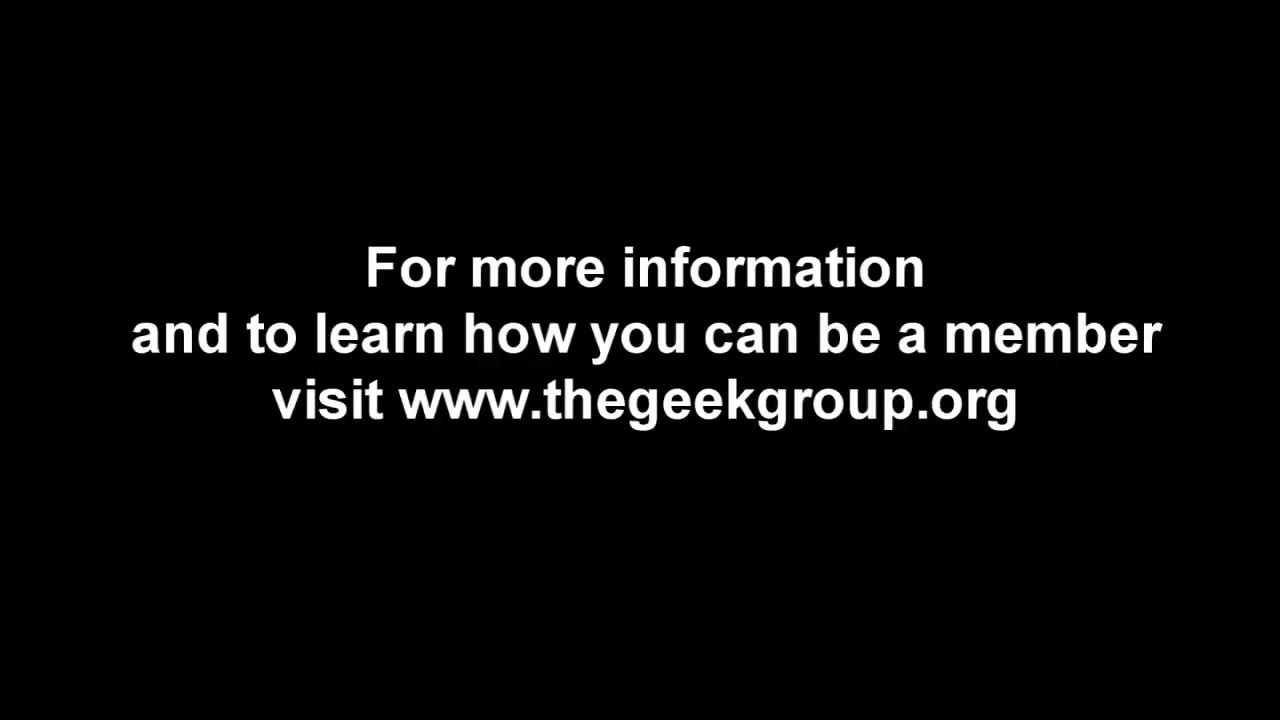 For more information
and to learn how you can be a member
visit www.thegeekgroup.org